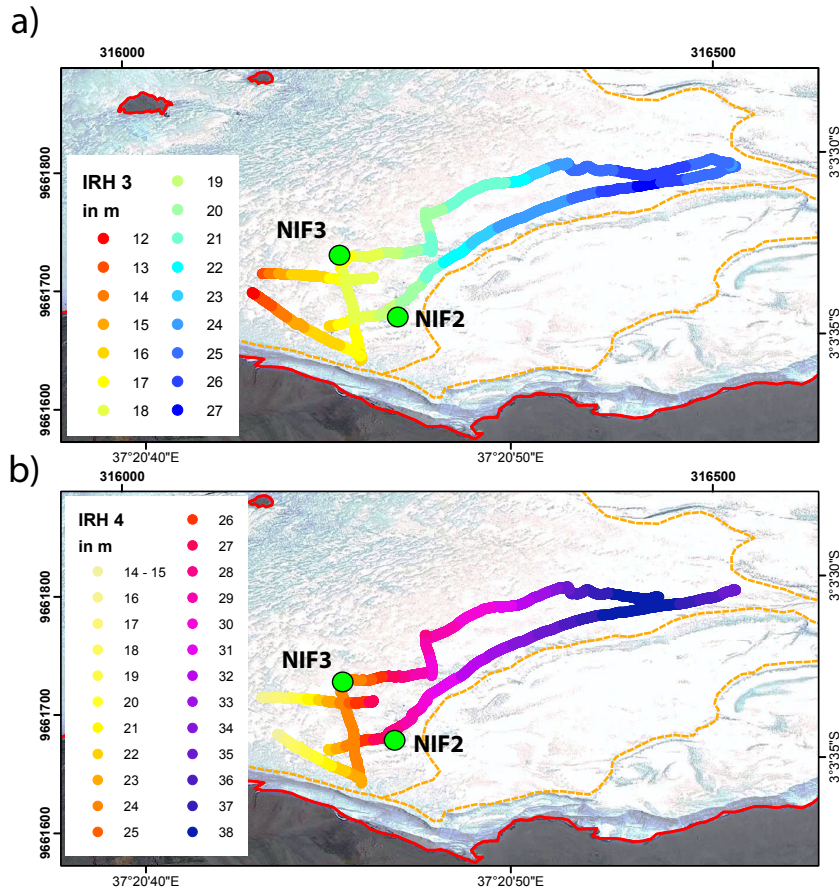 a)
316000 316500
9661800
9661700
9661600
3°3'30"S
3°3'35"S
IRH 3
in m
12
13
14
15
16
17
18
19
20
21
22
23
24
25
26
27
NIF3
NIF2
37°20'40"E 37°20'50"E
b)
316000 316500
9661800
9661700
9661600
3°3'30"S
3°3'35"S
IRH 4
in m
14 - 15
16
17
18
19
20
21
22
23
24
25
26
27
28
29
30
31
32
33
34
35
36
37
38
NIF3
NIF2
37°20'40"E 37°20'50"E